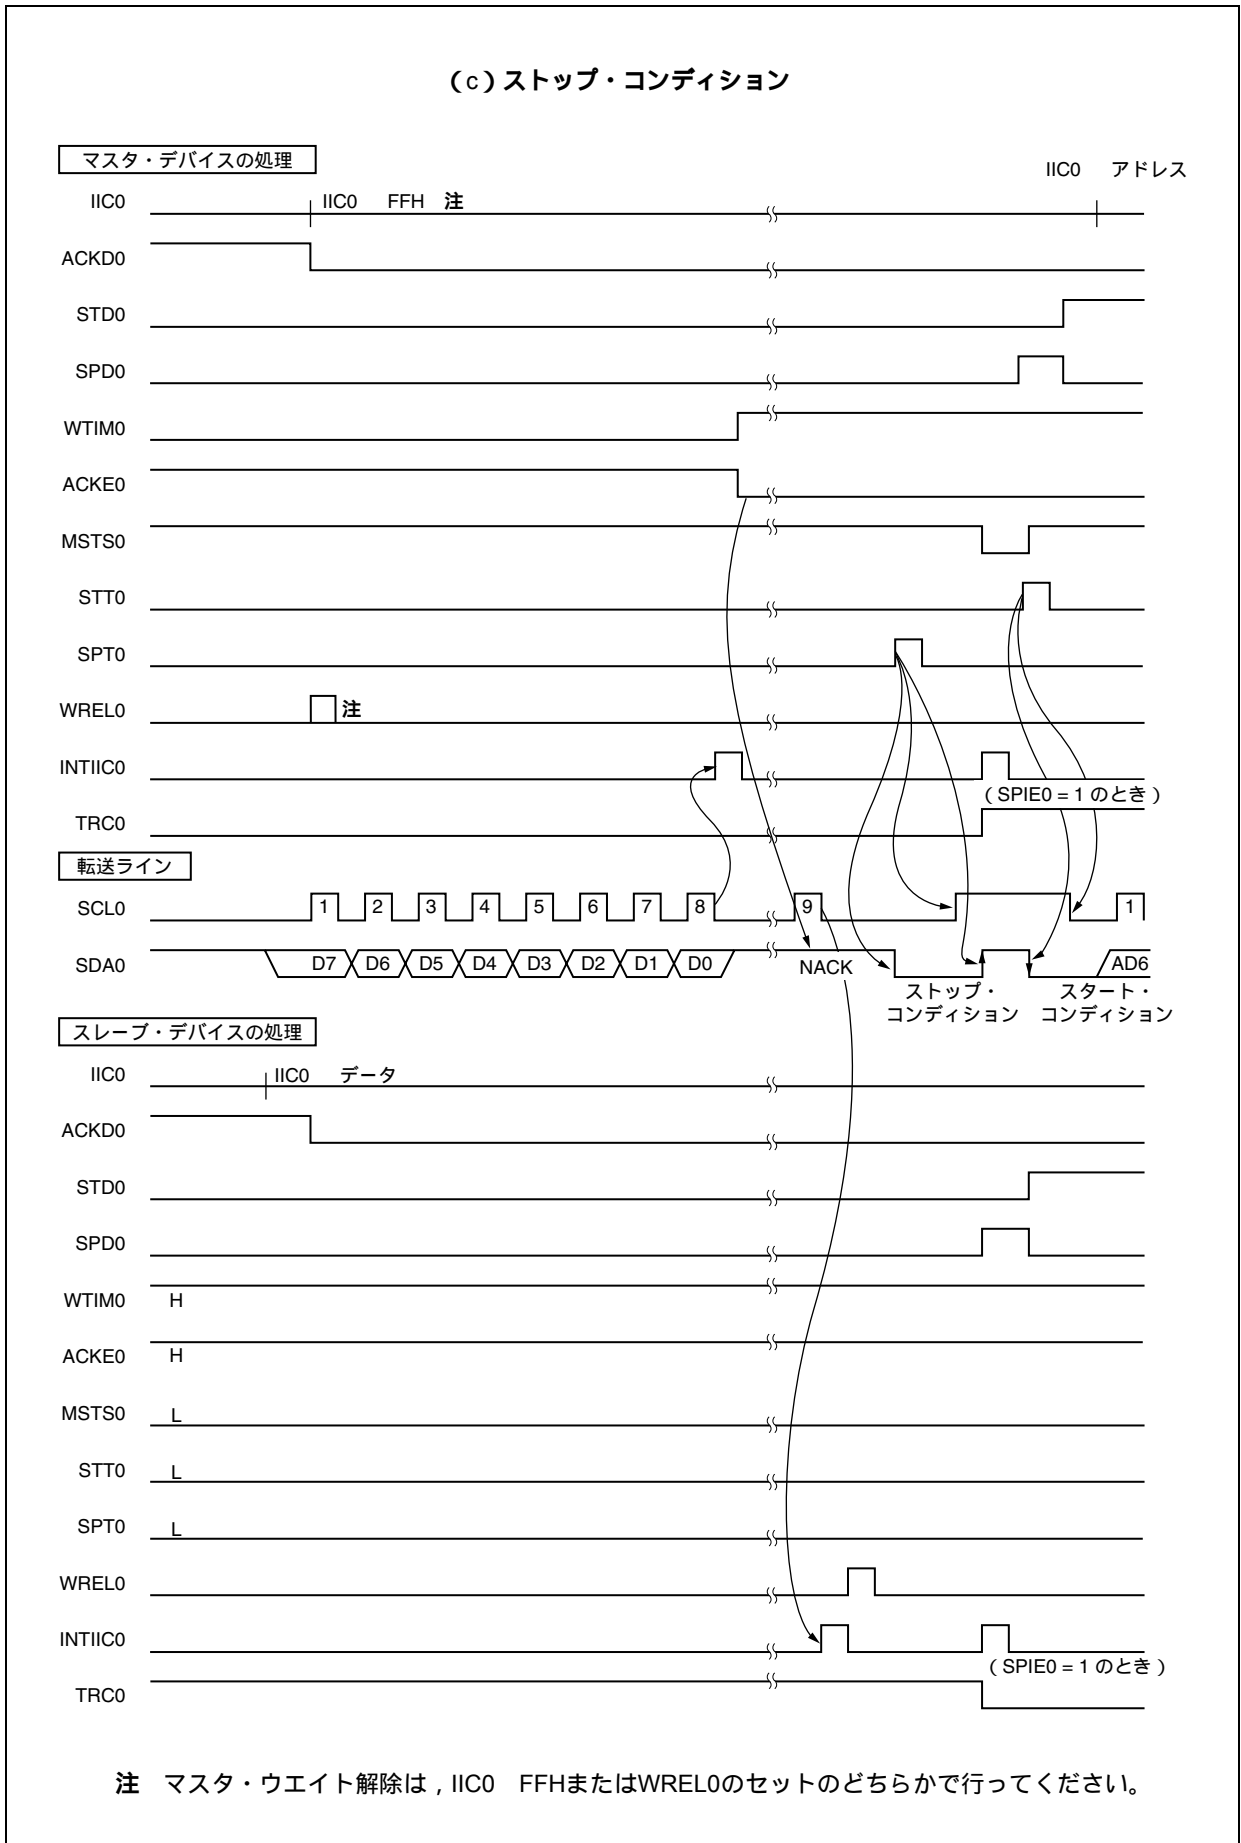 （c）ストップ・コンディション
マスタ・デバイスの処理
IIC0 アドレス
IIC0
IIC0 FFH 注
ACKD0
STD0
SPD0
WTIM0
ACKE0
MSTS0
STT0
SPT0
WREL0
注
INTIIC0
（SPIE0 = 1 のとき）
TRC0
転送ライン
SCL0
1 2 3 4 5 6 7 8 9 1
SDA0
D7 D6 D5 D4 D3 D2 D1 D0 NACK AD6
ストップ・
コンディション
スタート・
コンディション
スレーブ・デバイスの処理
IIC0
IIC0 データ
ACKD0
STD0
SPD0
WTIM0 H
ACKE0 H
MSTS0 L
STT0 L
SPT0 L
WREL0
INTIIC0
（SPIE0 = 1 のとき）
TRC0
注 マスタ・ウエイト解除は，IIC0 FFHまたはWREL0のセットのどちらかで行ってください。